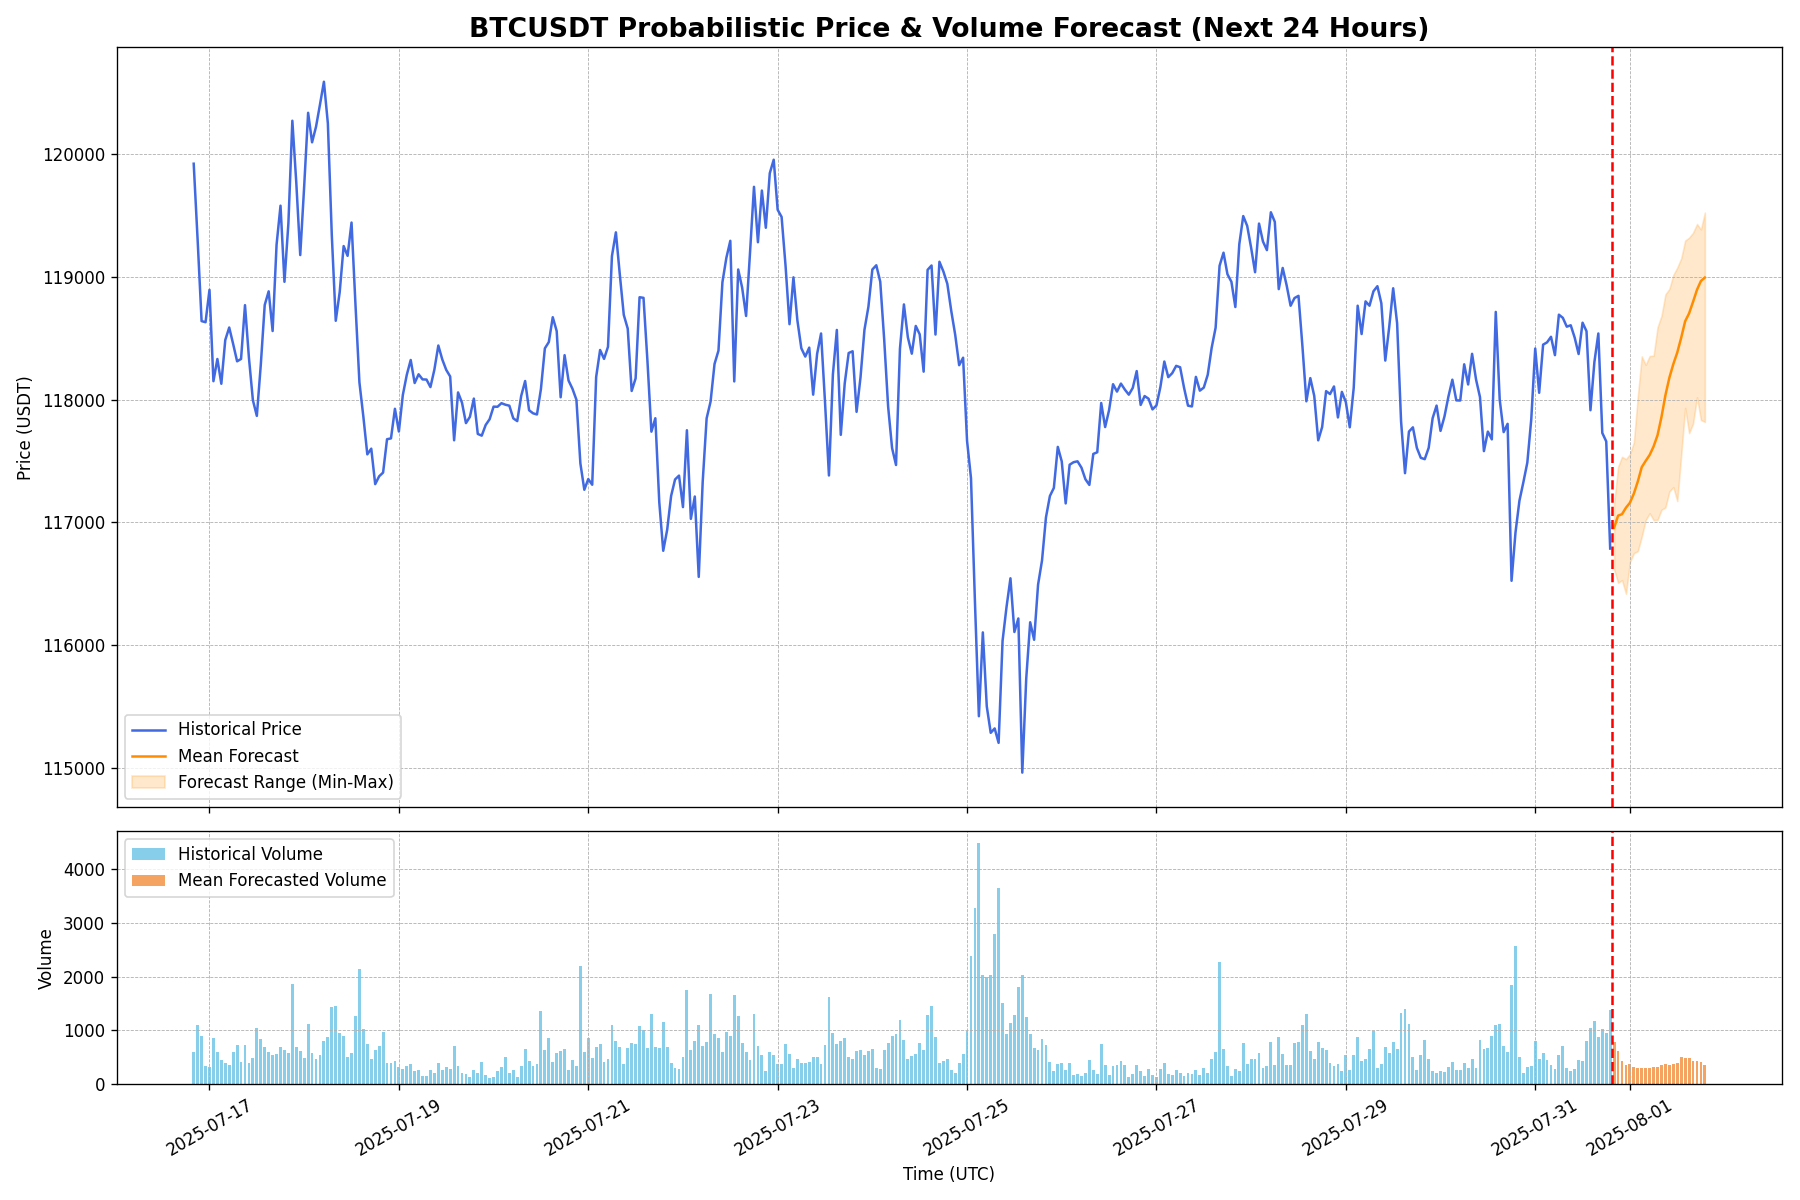 BTCUSDT Probabilistic Price & Volume Forecast (Next 24 Hours)
Price (USDT)
120000
119000
118000
117000
116000
115000
Historical Price
Mean Forecast
Forecast Range (Min-Max)
Volume
4000
3000
2000
1000
0
Historical Volume
Mean Forecasted Volume
2025-07-17
2025-07-19
2025-07-21
2025-07-23
2025-07-25
2025-07-27
2025-07-29
2025-07-31
2025-08-01
Time (UTC)